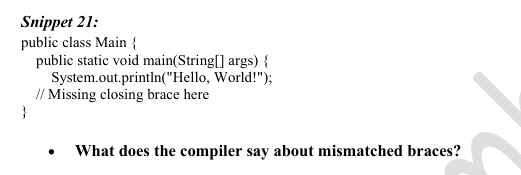 Snippet 21:
public class Main {
public static void main(String[] args) {
System.out.println("Hello, World!");
// Missing closing brace here
}
• What does the compiler say about mismatched braces?